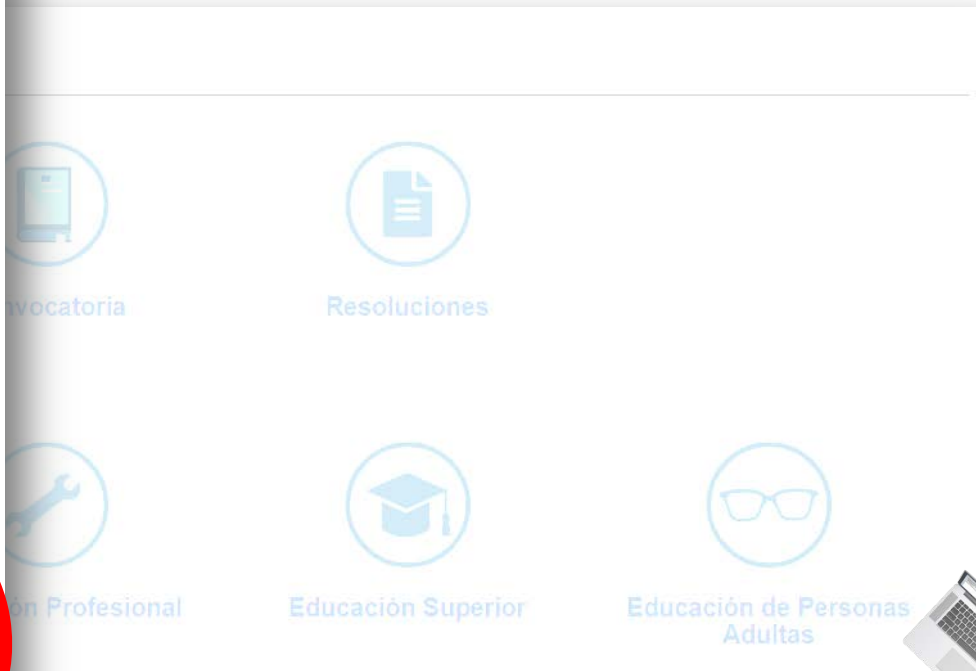 nvocatoria
Resoluciones
ón Profesional
Educación Superior
Educación de Personas
Adultas